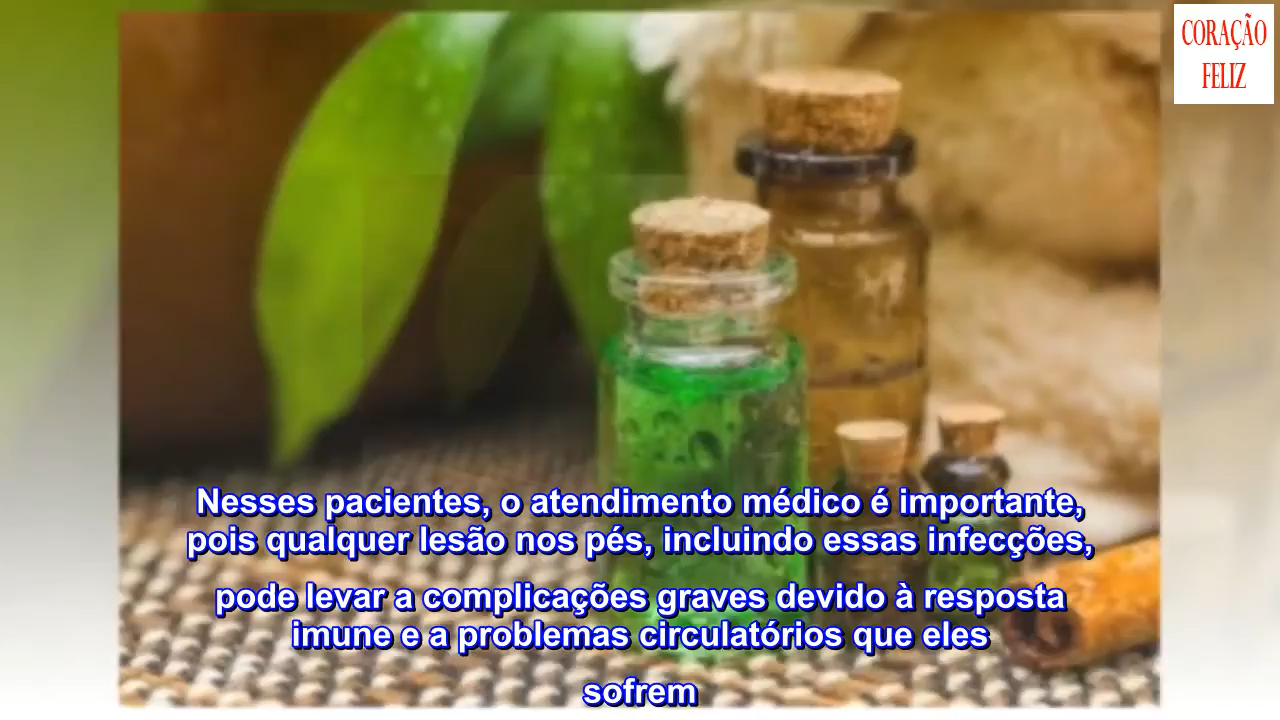 CORAÇÃO
FELIZ
Nesses pacientes, o atendimento médico é importante,
pois qualquer lesão nos pés, incluindo essas infecções,
pode levar a complicações graves devido à resposta
imune e a problemas circulatórios que eles
sofrem